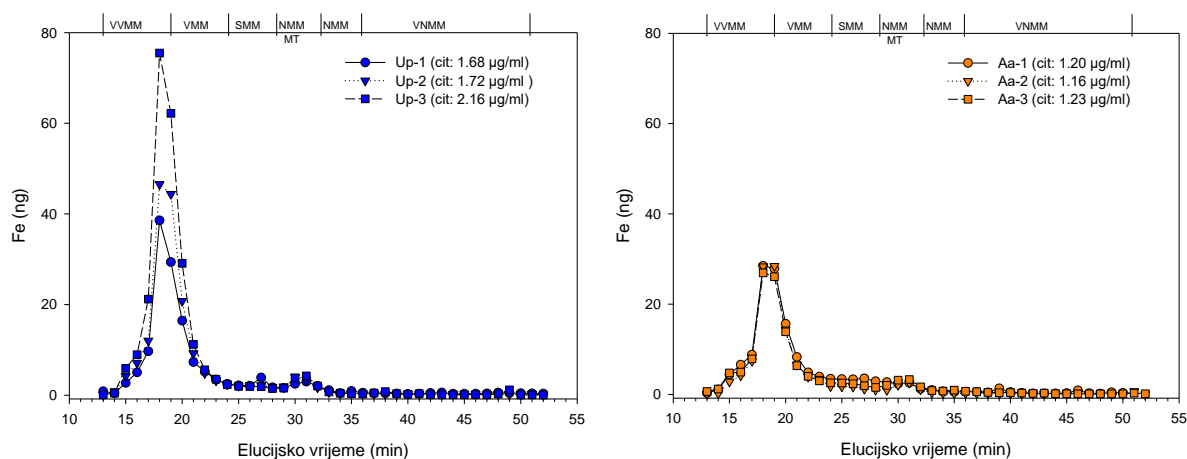 VVMM VMM SMM NMM NMM VNMM
MT
80
60
40
20
0
Fe (ng)
Up-1 (cit: 1.68 µg/ml)
Up-2 (cit: 1.72 µg/ml )
Up-3 (cit: 2.16 µg/ml)
10 15 20 25 30 35 40 45 50 55
Elucijsko vrijeme (min)
VVMM VMM SMM NMM NMM VNMM
MT
80
60
40
20
0
Fe (ng)
Aa-1 (cit: 1.20 µg/ml)
Aa-2 (cit: 1.16 µg/ml)
Aa-3 (cit: 1.23 µg/ml)
10 15 20 25 30 35 40 45 50 55
Elucijsko vrijeme (min)